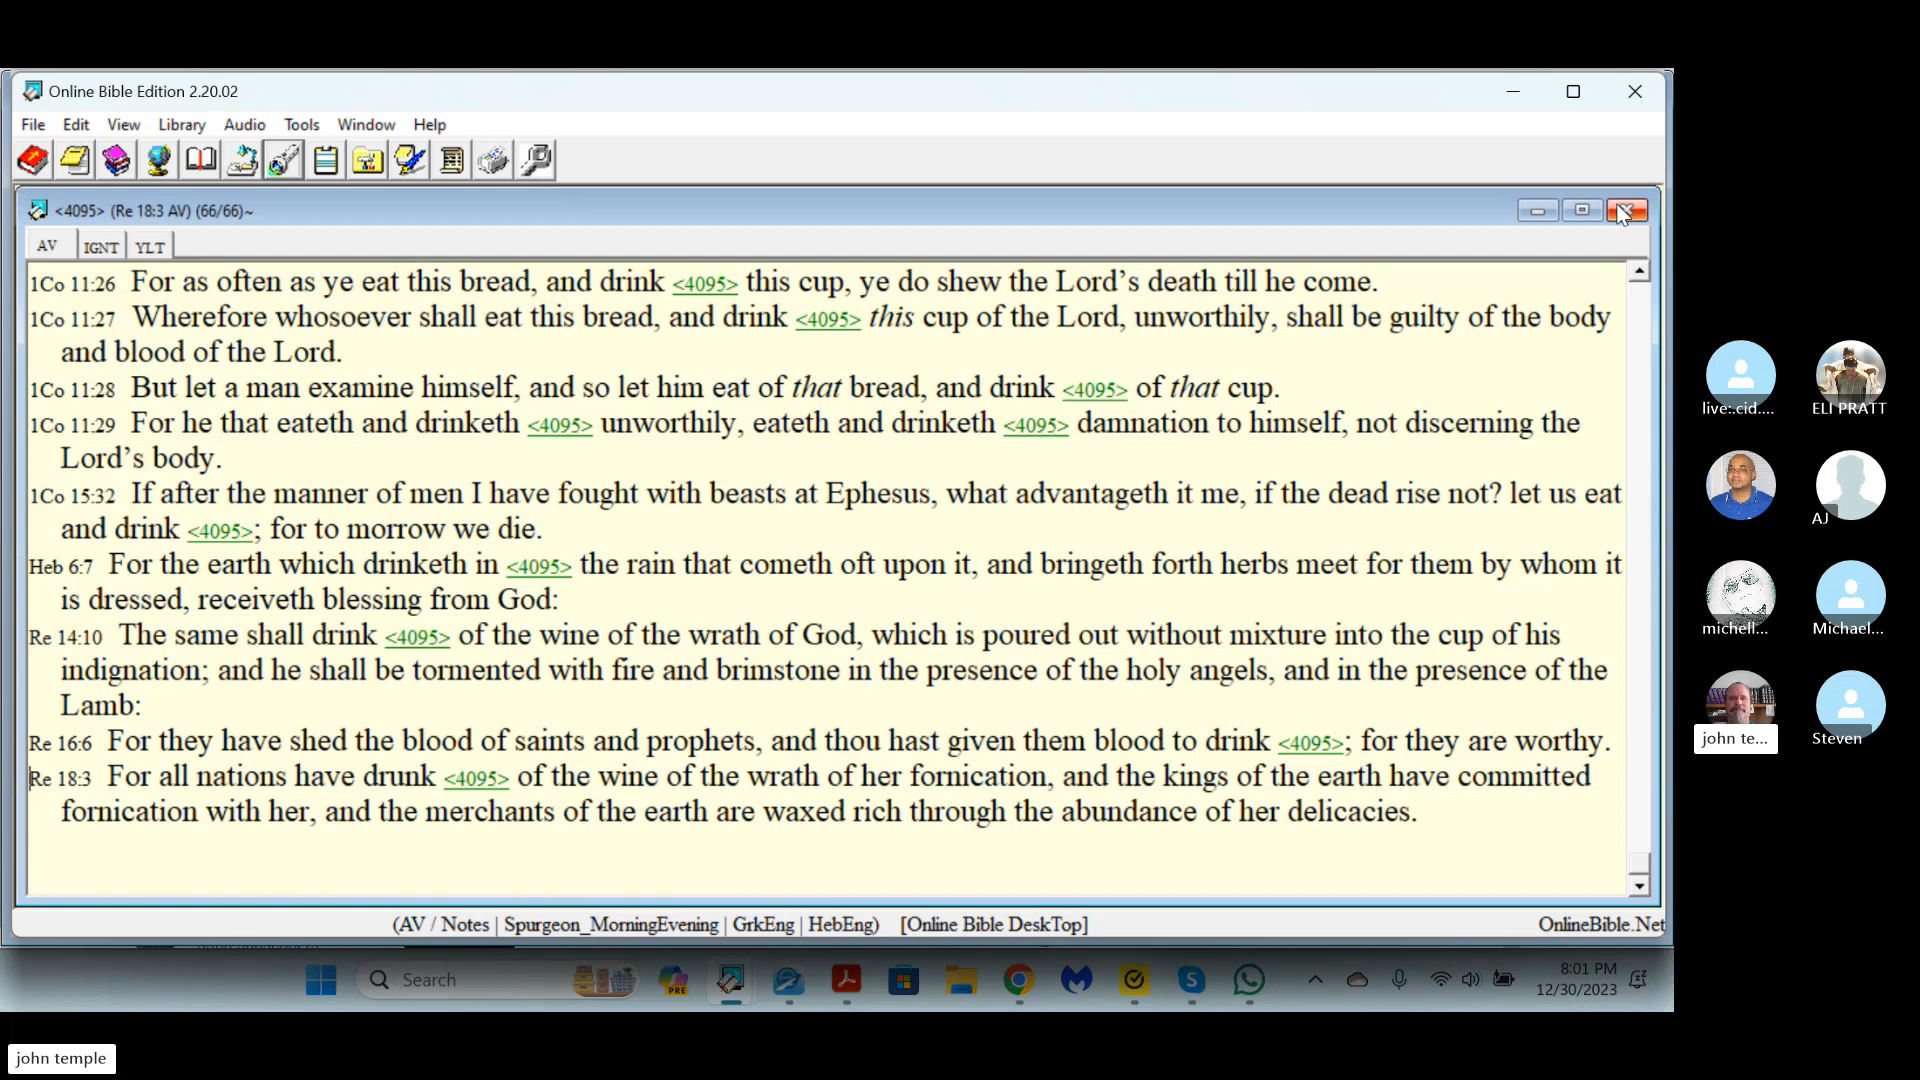 Online Bible Edition 2.20.02
File Edit View Library Audio Tools Window Help
<4095> (Re 18:3 AV) (66/66)~
AV IGNT YLT
1Co 11:26 For as often as ye eat this bread, and drink <4095> this cup, ye do shew the Lord’s death till he come.
1Co 11:27 Wherefore whosoever shall eat this bread, and drink <4095> this cup of the Lord, unworthily, shall be guilty of the body
and blood of the Lord.
1Co 11:28 But let a man examine himself, and so let him eat of that bread, and drink <4095> of that cup.
1Co 11:29 For he that eateth and drinketh <4095> unworthily, eateth and drinketh <4095> damnation to himself, not discerning the
Lord’s body.
1Co 15:32 If after the manner of men I have fought with beasts at Ephesus, what advantageth it me, if the dead rise not? let us eat
and drink <4095>; for to morrow we die.
Heb 6:7 For the earth which drinketh in <4095> the rain that cometh oft upon it, and bringeth forth herbs meet for them by whom it
is dressed, receiveth blessing from God:
Re 14:10 The same shall drink <4095> of the wine of the wrath of God, which is poured out without mixture into the cup of his
indignation; and he shall be tormented with fire and brimstone in the presence of the holy angels, and in the presence of the
Lamb:
Re 16:6 For they have shed the blood of saints and prophets, and thou hast given them blood to drink <4095>; for they are worthy.
Re 18:3 For all nations have drunk <4095> of the wine of the wrath of her fornication, and the kings of the earth have committed
fornication with her, and the merchants of the earth are waxed rich through the abundance of her delicacies.
(AV / Notes | Spurgeon_MorningEvening | GrkEng | HebEng) [Online Bible DeskTop] OnlineBible.Net
Search
PRE
8:01 PM
12/30/2023
live:.cid.... ELI PRATT
AJ
michell... Michael...
john te... Steven
john temple